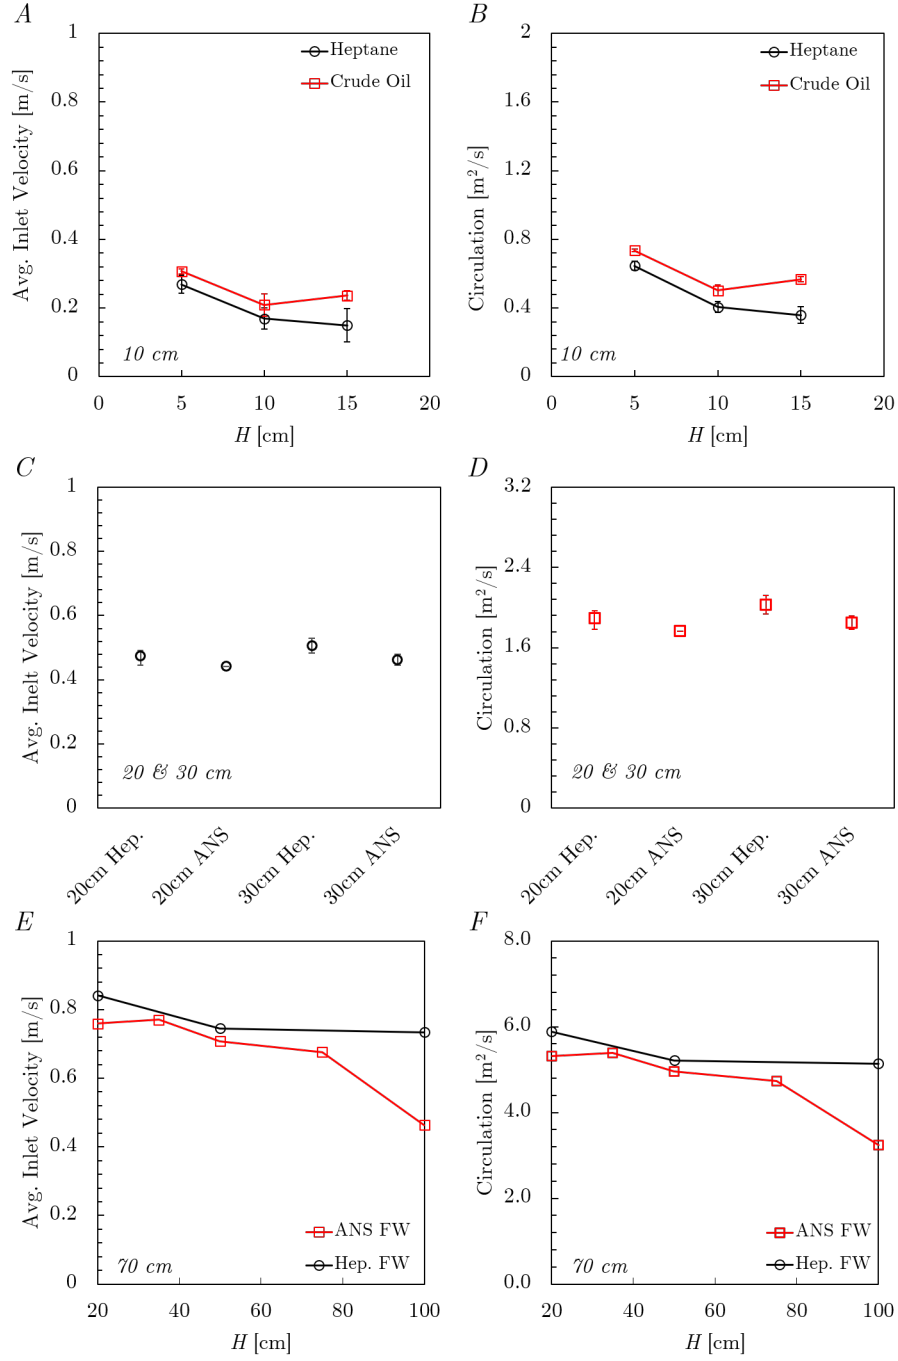 A
Avg. Inlet Velocity [m/s]
1
0.8
0.6
0.4
0.2
0
Heptane
Crude Oil
10 cm
0 5 10 15 20
H [cm]
B
Circulation [m²/s]
2
1.6
1.2
0.8
0.4
0
Heptane
Crude Oil
10 cm
0 5 10 15 20
H [cm]
C
Avg. Inelt Velocity [m/s]
1
0.8
0.6
0.4
0.2
0
20 & 30 cm
20cm Hep.
20cm ANS
30cm Hep.
30cm ANS
D
Circulation [m²/s]
3.2
2.4
1.6
0.8
0
20 & 30 cm
20cm Hep.
20cm ANS
30cm Hep.
30cm ANS
E
Avg. Inlet Velocity [m/s]
1
0.8
0.6
0.4
0.2
0
ANS FW
Hep. FW
70 cm
20 40 60 80 100
H [cm]
F
Circulation [m²/s]
8.0
6.0
4.0
2.0
0.0
ANS FW
Hep. FW
70 cm
20 40 60 80 100
H [cm]